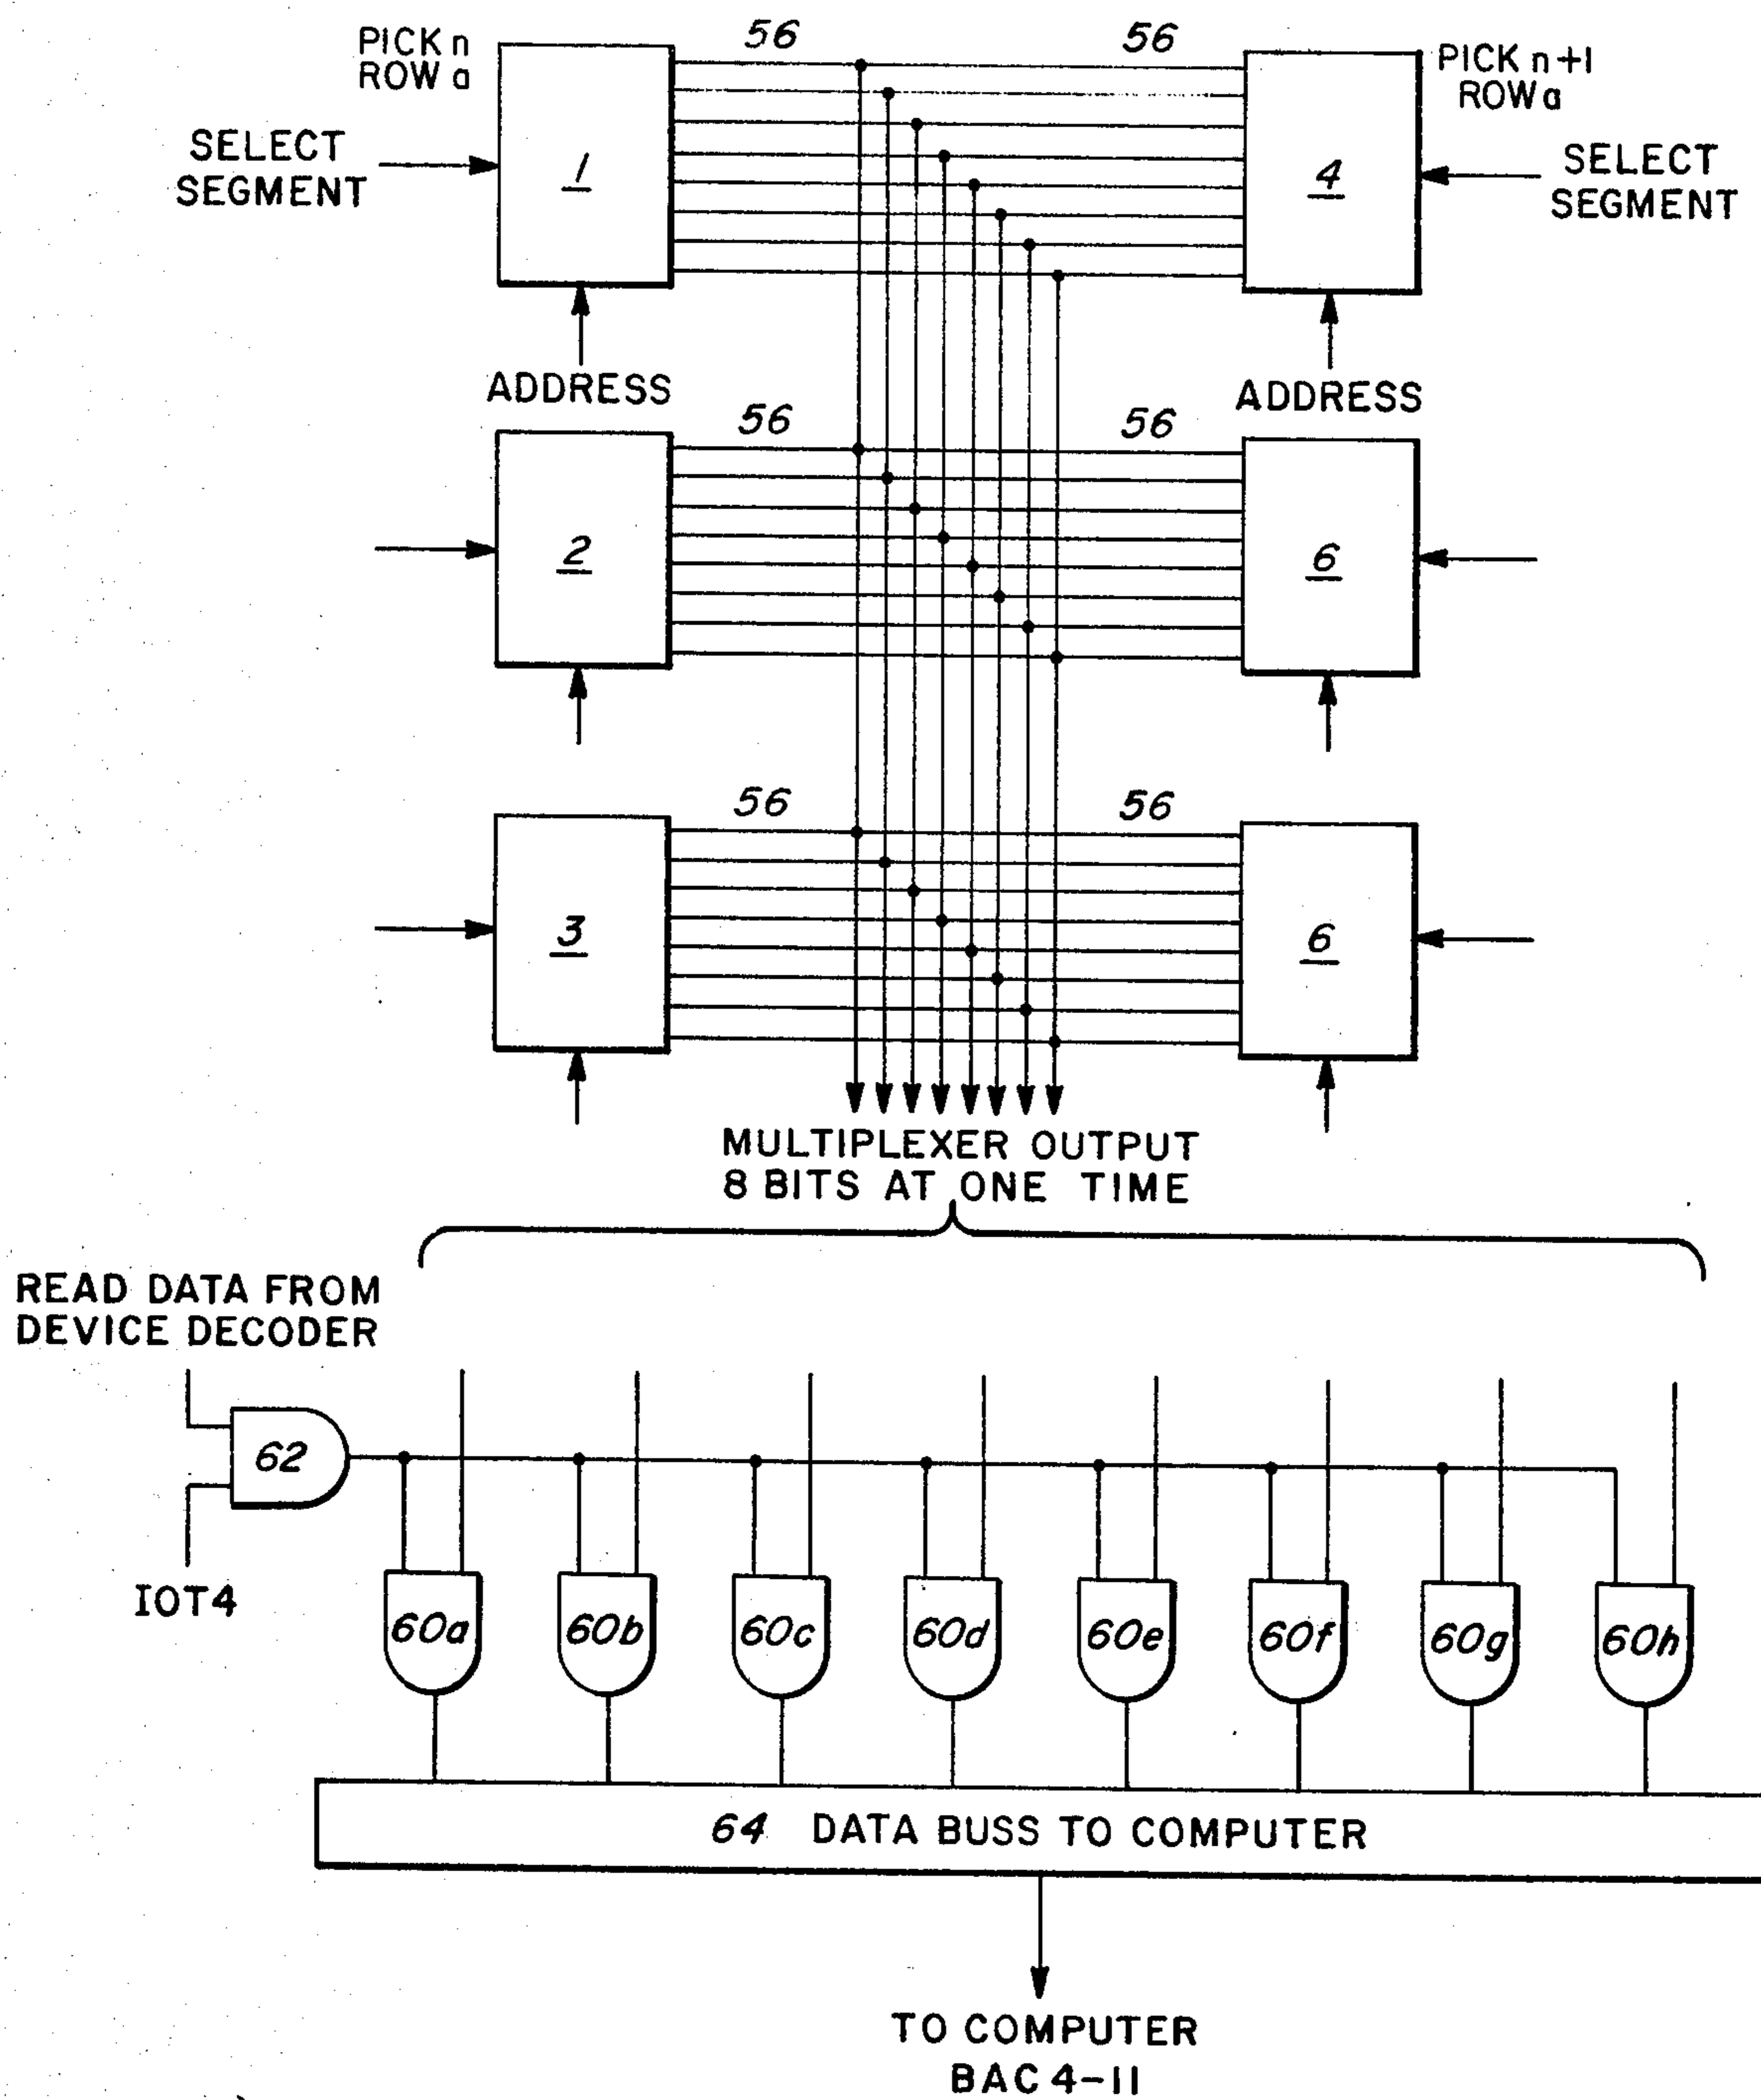 PICK n
ROW a
56
56
PICK n+1
ROW a
SELECT
SEGMENT
1
4
SELECT
SEGMENT
ADDRESS
ADDRESS
56
56
2
6
56
56
3
6
MULTIPLEXER OUTPUT
8 BITS AT ONE TIME
READ DATA FROM
DEVICE DECODER
62
IOT4
60a
60b
60c
60d
60e
60f
60g
60h
64 DATA BUSS TO COMPUTER
TO COMPUTER
BAC 4-11